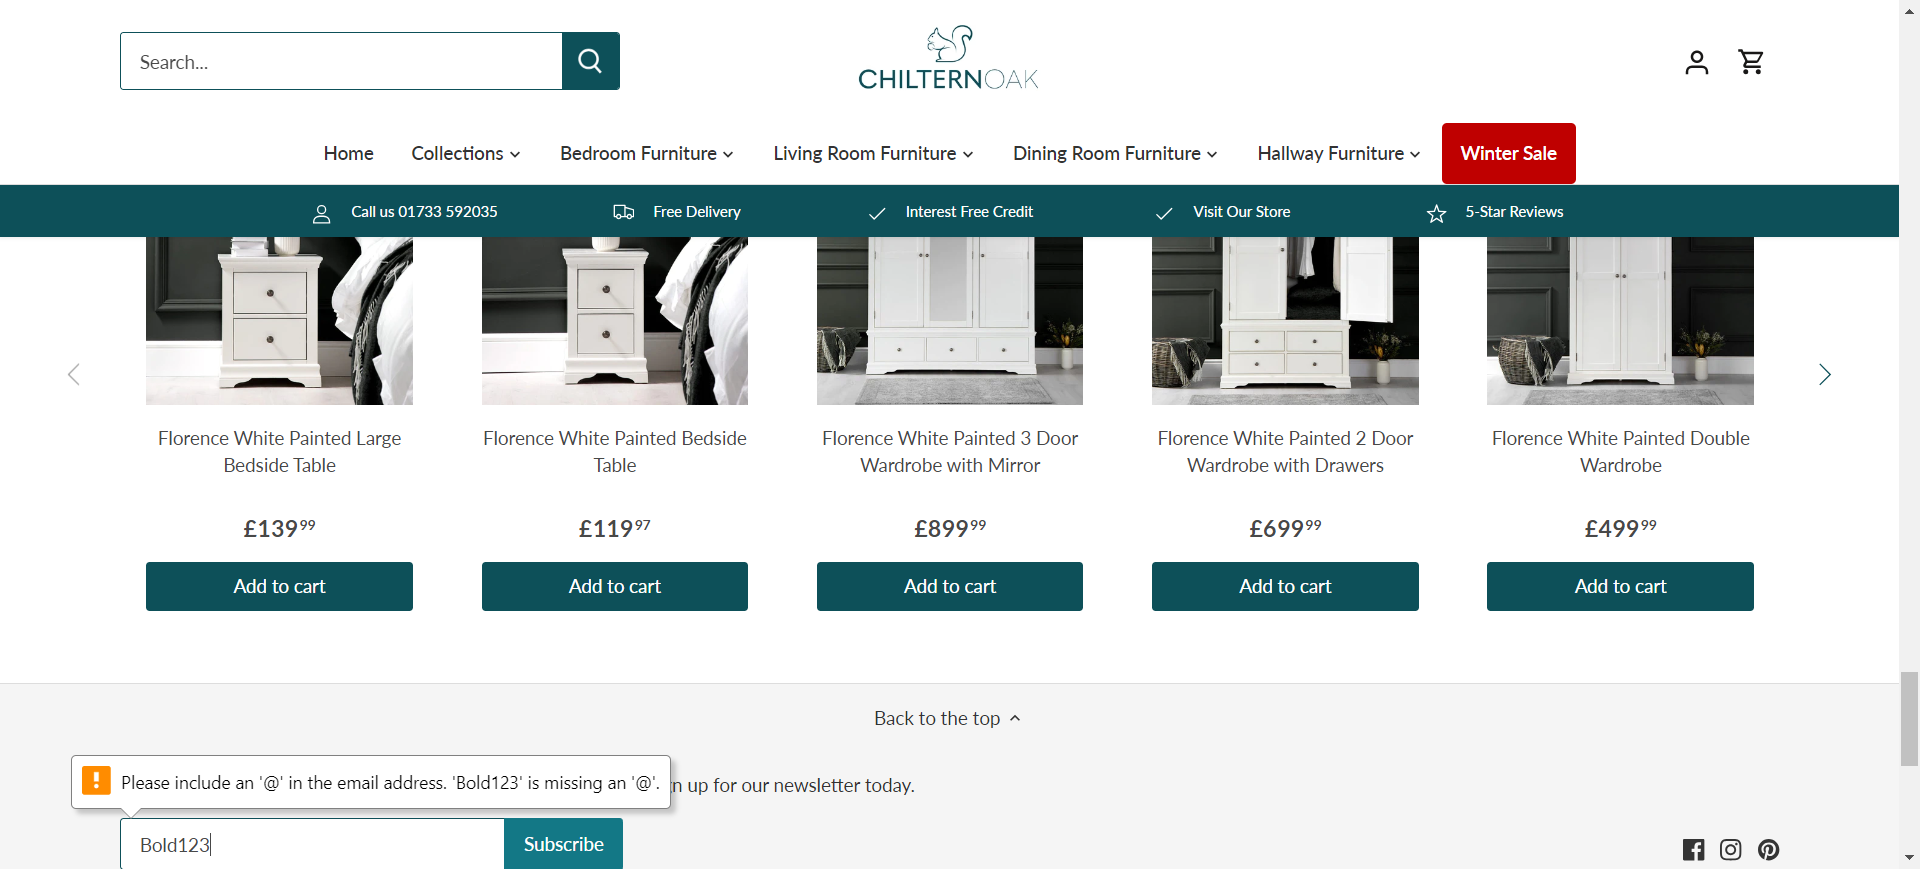 Search...
CHILTERNOAK
Home
Collections
Bedroom Furniture
Living Room Furniture
Dining Room Furniture
Hallway Furniture
Winter Sale
Call us 01733 592035
Free Delivery
Interest Free Credit
Visit Our Store
5-Star Reviews
Florence White Painted Large
Bedside Table
£139.99
Add to cart
Florence White Painted Bedside
Table
£119.97
Add to cart
Florence White Painted 3 Door
Wardrobe with Mirror
£899.99
Add to cart
Florence White Painted 2 Door
Wardrobe with Drawers
£699.99
Add to cart
Florence White Painted Double
Wardrobe
£499.99
Add to cart
Back to the top
Please include an '@' in the email address. 'Bold123' is missing an '@'.
up for our newsletter today.
Bold123
Subscribe